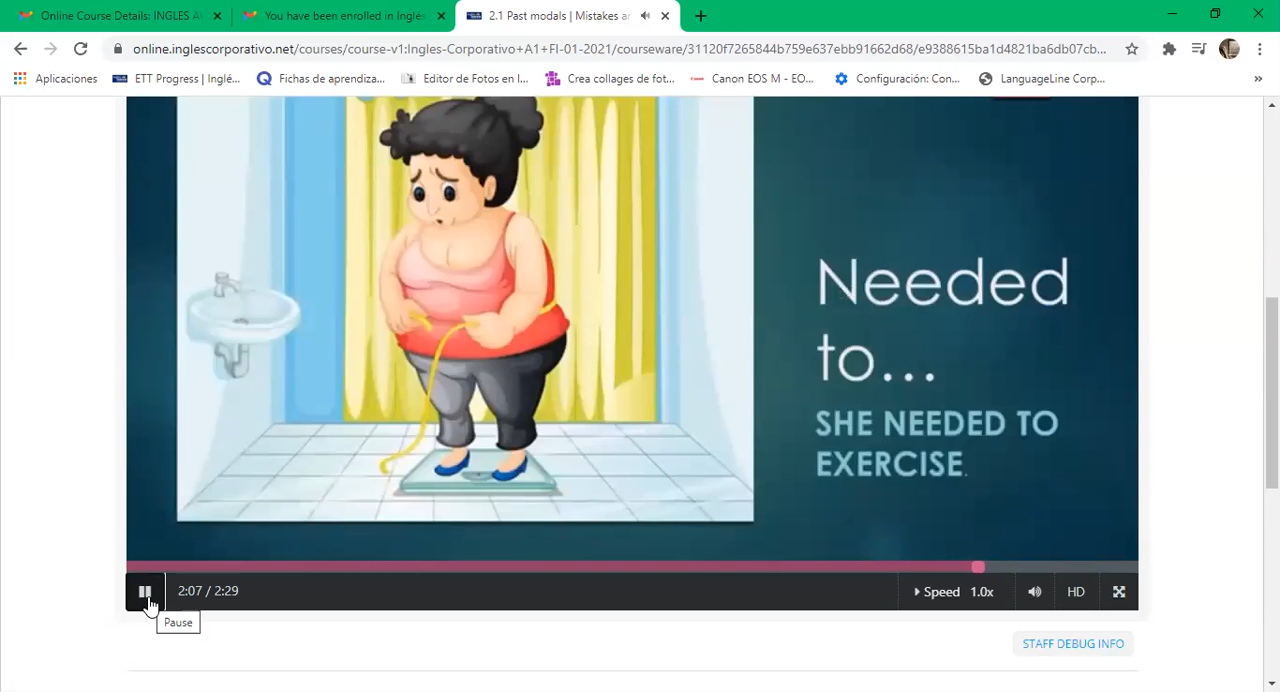 Online Course Details: INGLES A
You have been enrolled in Inglés
2.1 Past modals | Mistakes ar
online.inglescorporativo.net/courses/course-v1:Ingles-Corporativo+A1+FI-01-2021/courseware/31120f7265844b759e637ebb91662d68/e9388615ba1d4821ba6db07cb...
Aplicaciones
ETT Progress | Inglé...
Fichas de aprendiza...
Editor de Fotos en l...
Crea collages de fot...
Canon EOS M - EO...
Configuración: Con...
LanguageLine Corp...
»
Needed
to...
SHE NEEDED TO
EXERCISE.
2:07 / 2:29
Speed 1.0x
HD
Pause
STAFF DEBUG INFO